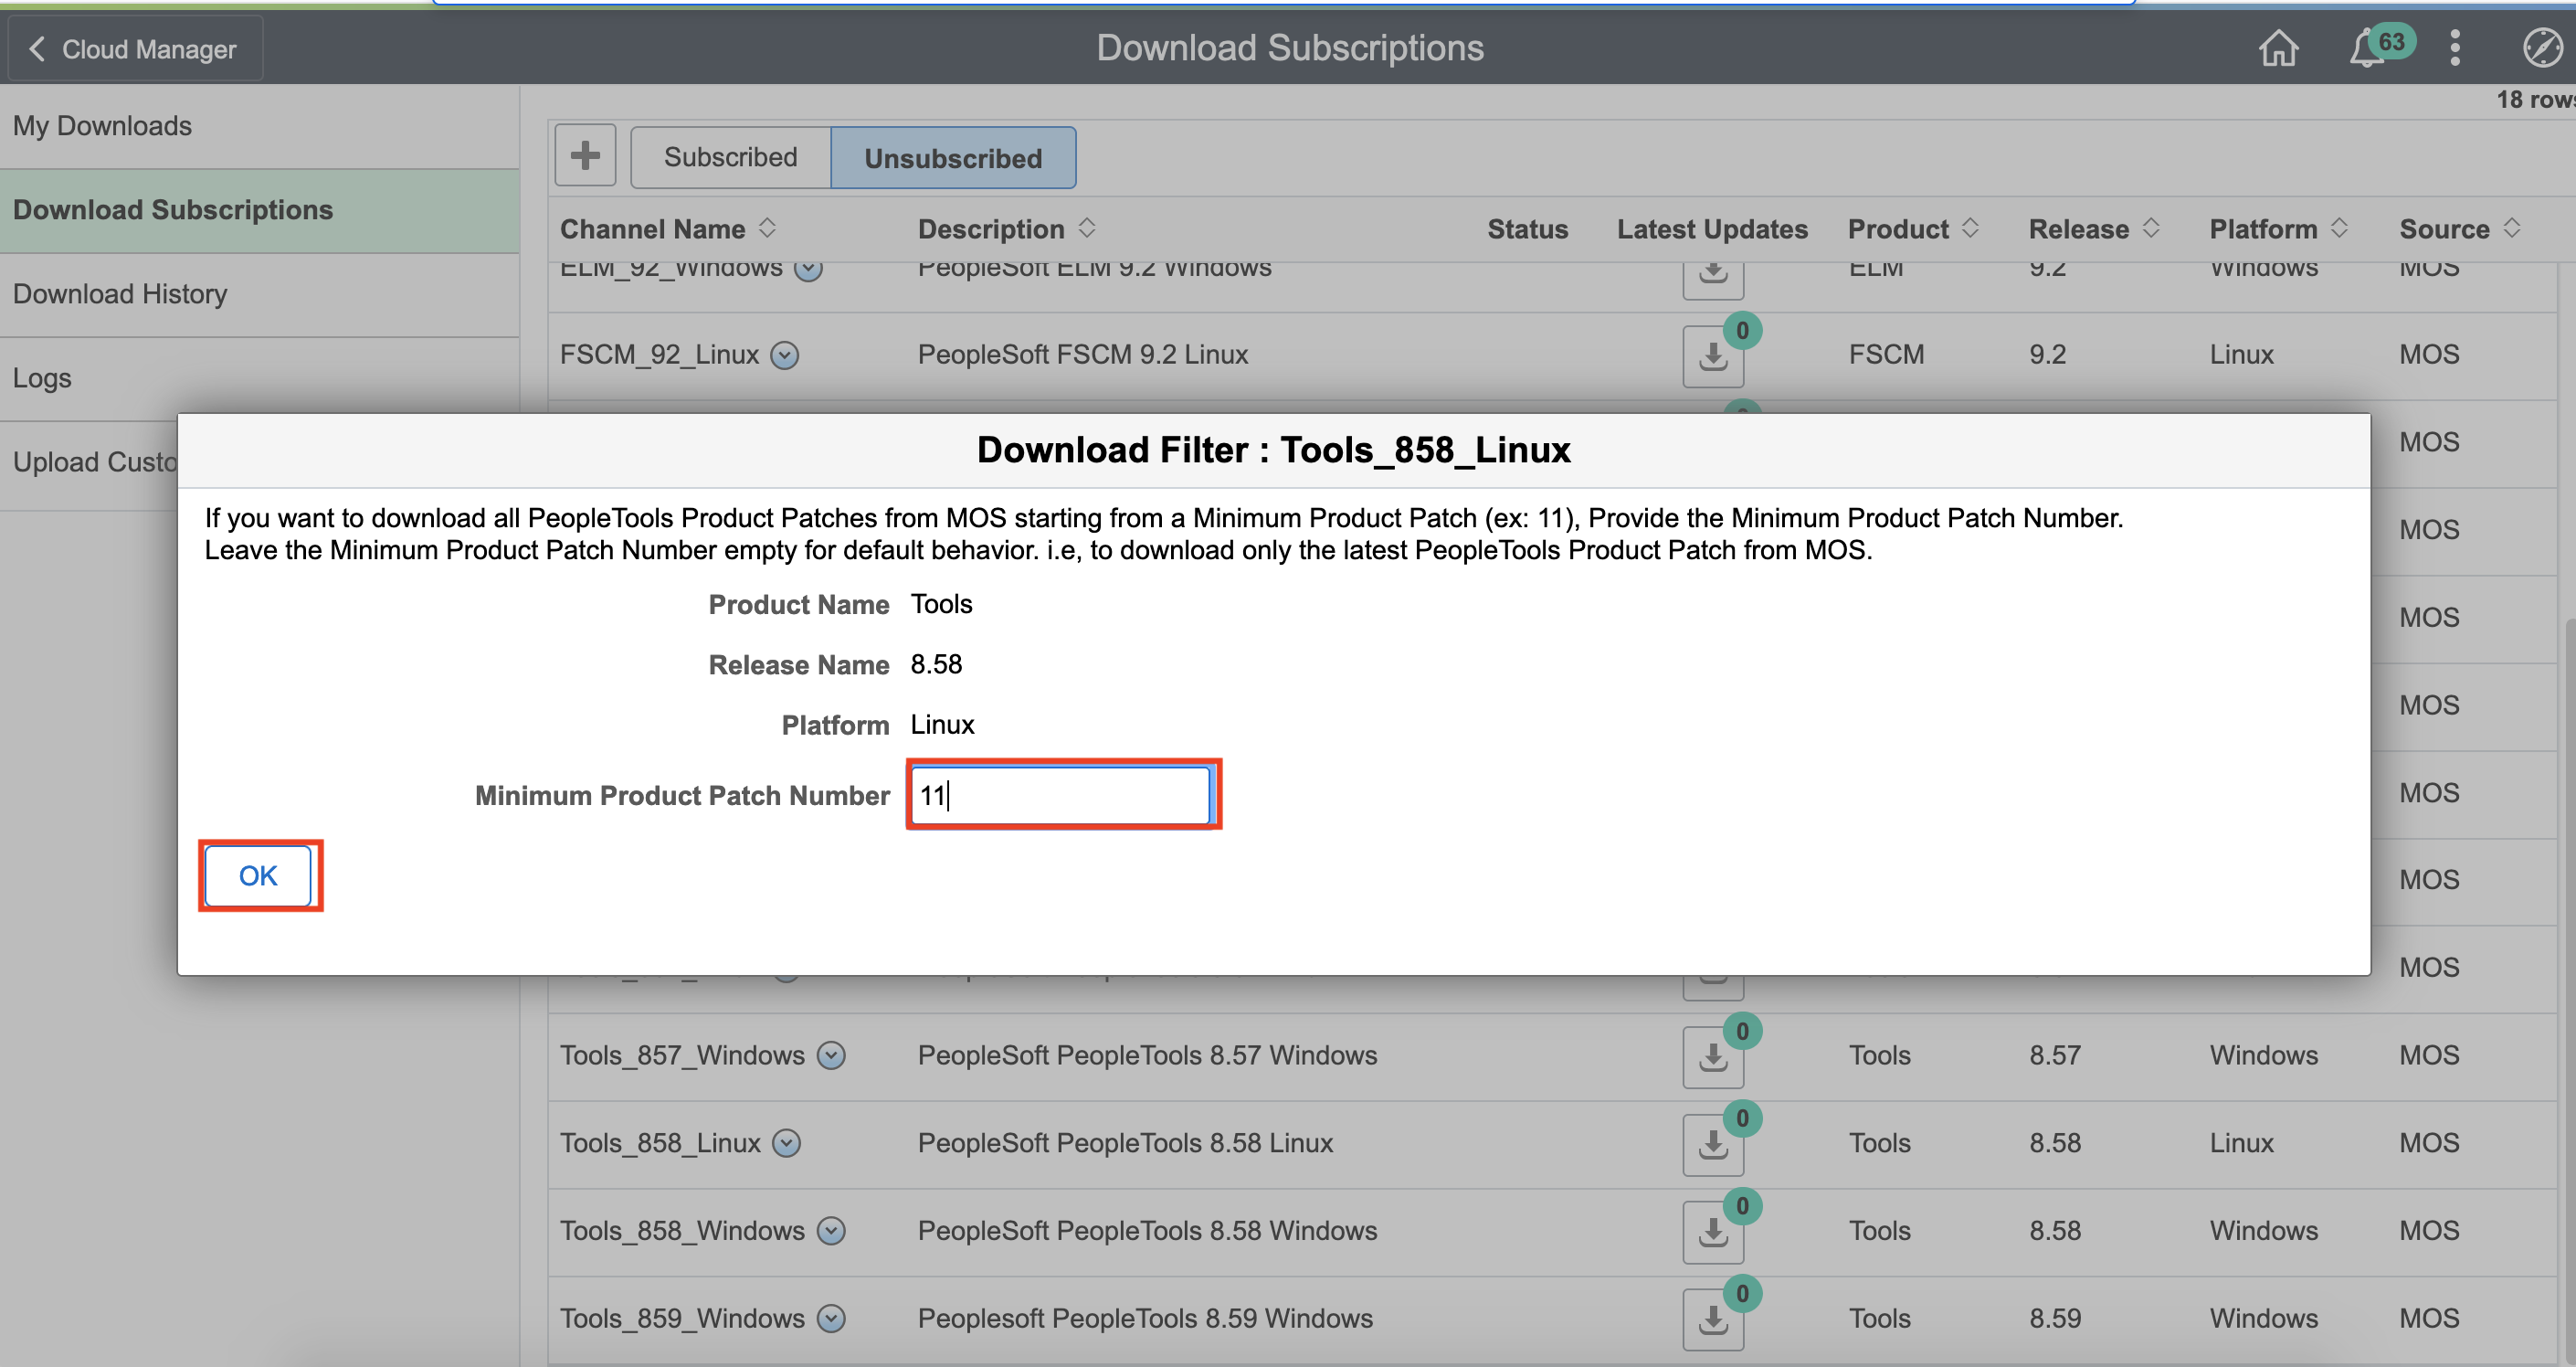 Cloud Manager
Download Subscriptions
63
18 rows
My Downloads
Download Subscriptions
Download History
Logs
Upload Custo
Subscribed
Unsubscribed
Channel Name Description Status Latest Updates Product Release Platform Source
ELM_92_Windows PeopleSoft ELM 9.2 Windows ELM 9.2 Windows MOS
FSCM_92_Linux PeopleSoft FSCM 9.2 Linux 0 FSCM 9.2 Linux MOS
MOS
MOS
MOS
MOS
MOS
MOS
MOS
Download Filter : Tools_858_Linux
If you want to download all PeopleTools Product Patches from MOS starting from a Minimum Product Patch (ex: 11), Provide the Minimum Product Patch Number.
Leave the Minimum Product Patch Number empty for default behavior. i.e, to download only the latest PeopleTools Product Patch from MOS.
Product Name Tools
Release Name 8.58
Platform Linux
Minimum Product Patch Number 11
OK
Tools_857_Windows PeopleSoft PeopleTools 8.57 Windows 0 Tools 8.57 Windows MOS
Tools_858_Linux PeopleSoft PeopleTools 8.58 Linux 0 Tools 8.58 Linux MOS
Tools_858_Windows PeopleSoft PeopleTools 8.58 Windows 0 Tools 8.58 Windows MOS
Tools_859_Windows Peoplesoft PeopleTools 8.59 Windows 0 Tools 8.59 Windows MOS